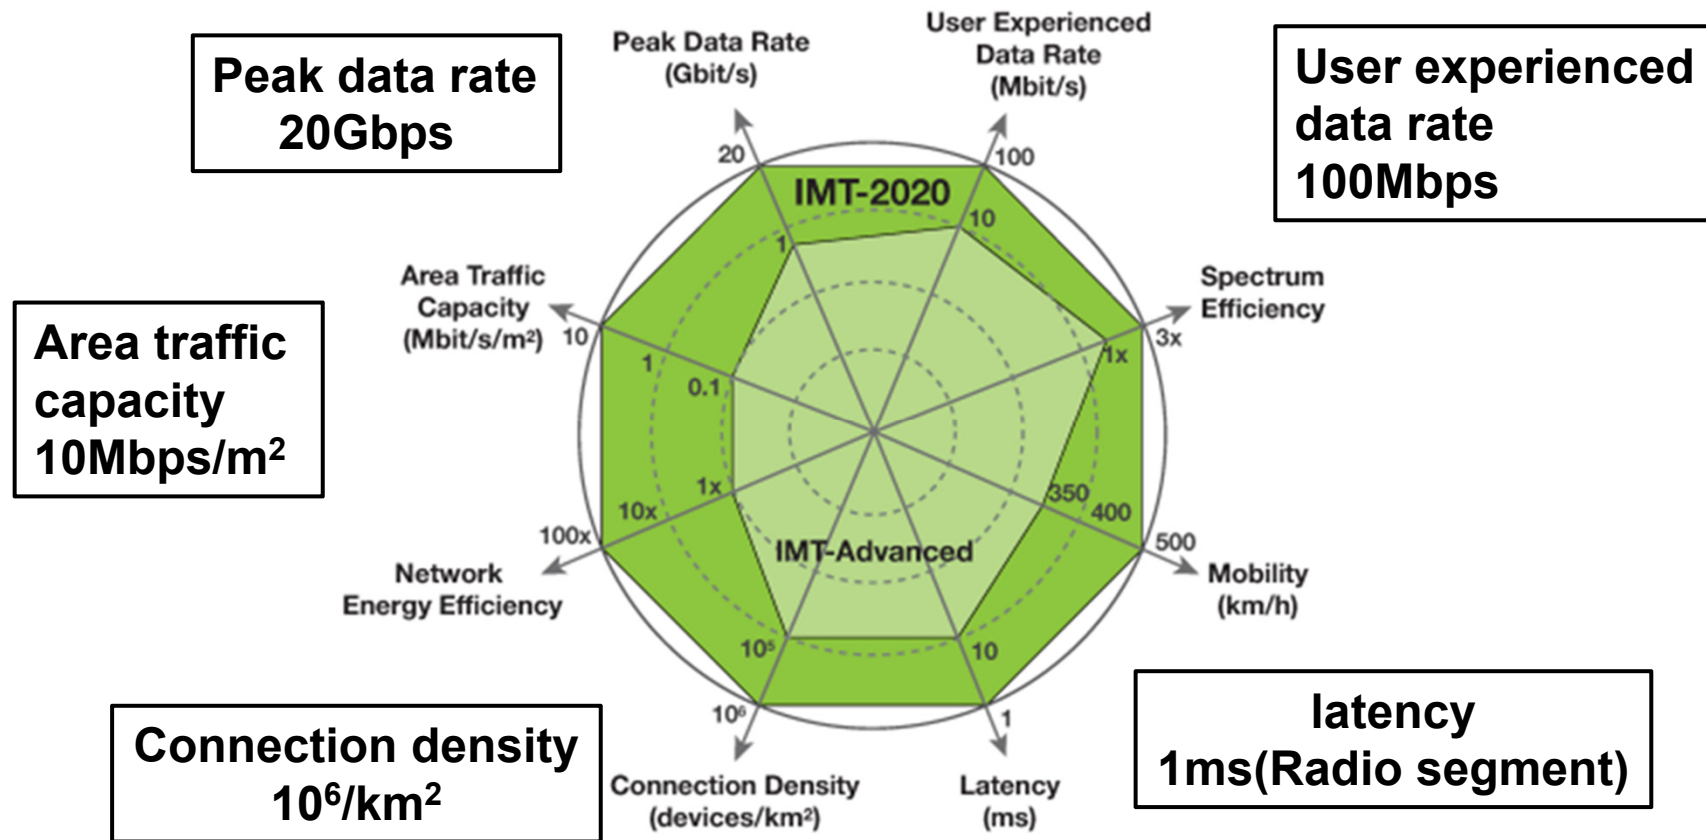 Peak data rate
20Gbps
Peak Data Rate
(Gbit/s)
User Experienced
Data Rate
(Mbit/s)
User experienced
data rate
100Mbps
20
100
IMT-2020
1
10
Area Traffic
Capacity
(Mbit/s/m²)
10
1
0.1
Spectrum
Efficiency
3x
1x
Area traffic
capacity
10Mbps/m²
1x
10x
100x
Network
Energy Efficiency
350
400
500
Mobility
(km/h)
IMT-Advanced
10⁵
10⁶
10
1
Connection density
10⁶/km²
Connection Density
(devices/km²)
Latency
(ms)
latency
1ms(Radio segment)